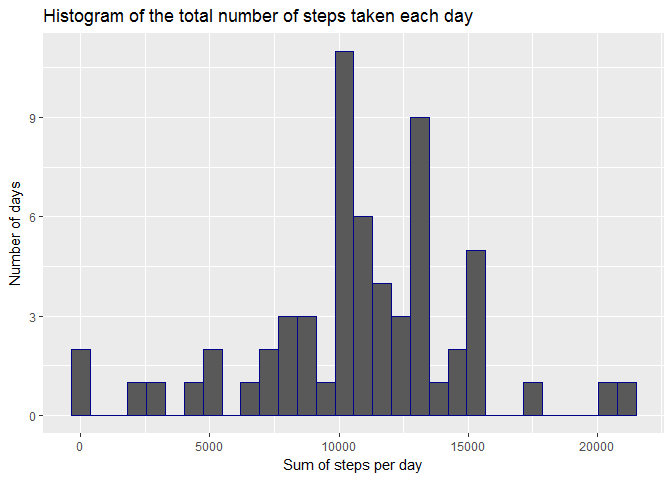 Histogram of the total number of steps taken each day
9
6
3
0
Number of days
0 5000 10000 15000 20000
Sum of steps per day